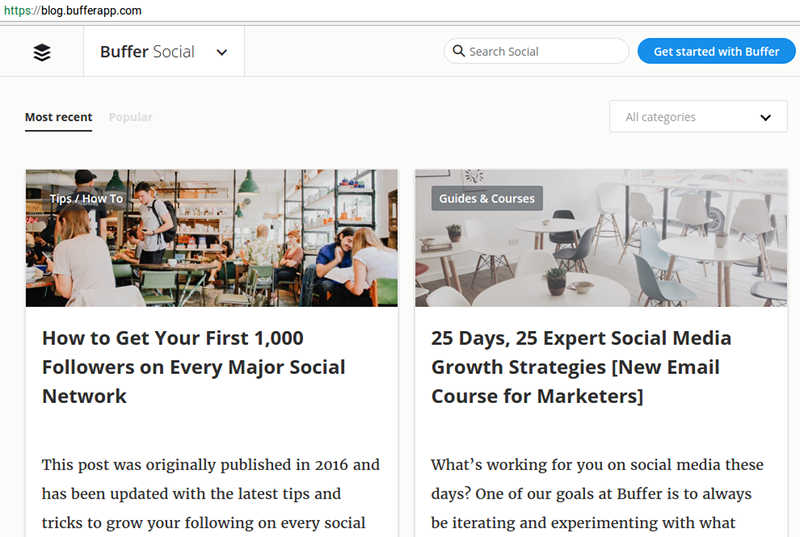 https://blog.bufferapp.com
Buffer Social
Search Social
Get started with Buffer
Most recent
Popular
All categories
Tips / How To
How to Get Your First 1,000
Followers on Every Major Social
Network
This post was originally published in 2016 and
has been updated with the latest tips and
tricks to grow your following on every social
Guides & Courses
25 Days, 25 Expert Social Media
Growth Strategies [New Email
Course for Marketers]
What’s working for you on social media these
days? One of our goals at Buffer is to always
be iterating and experimenting with what